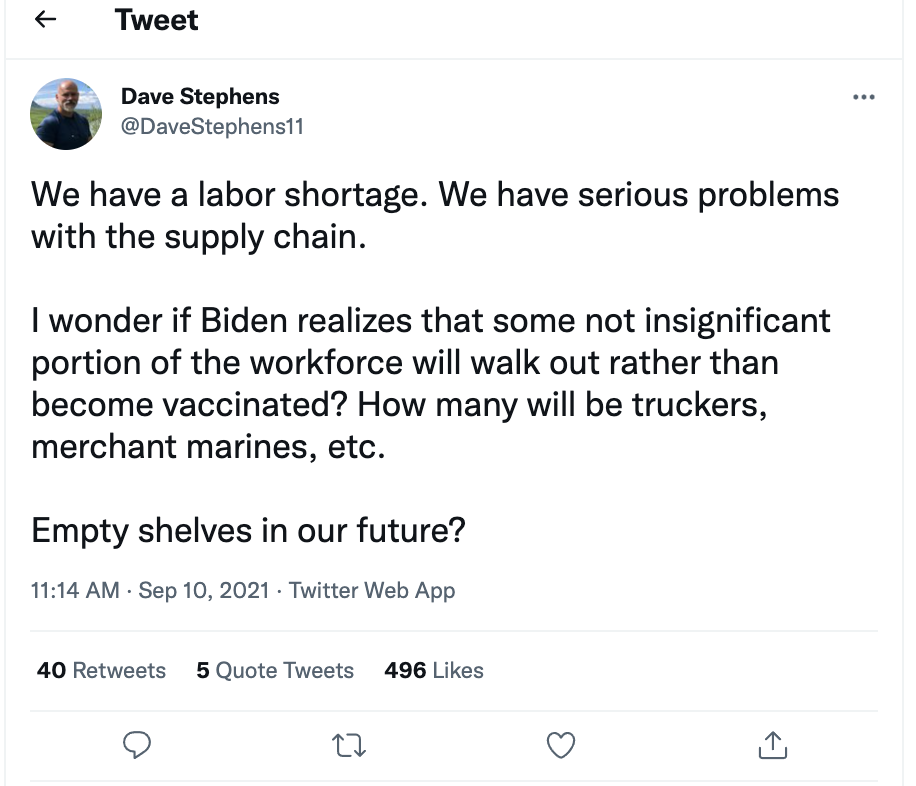 Tweet
Dave Stephens
@DaveStephens11
We have a labor shortage. We have serious problems
with the supply chain.
I wonder if Biden realizes that some not insignificant
portion of the workforce will walk out rather than
become vaccinated? How many will be truckers,
merchant marines, etc.
Empty shelves in our future?
11:14 AM · Sep 10, 2021 · Twitter Web App
40 Retweets 5 Quote Tweets 496 Likes